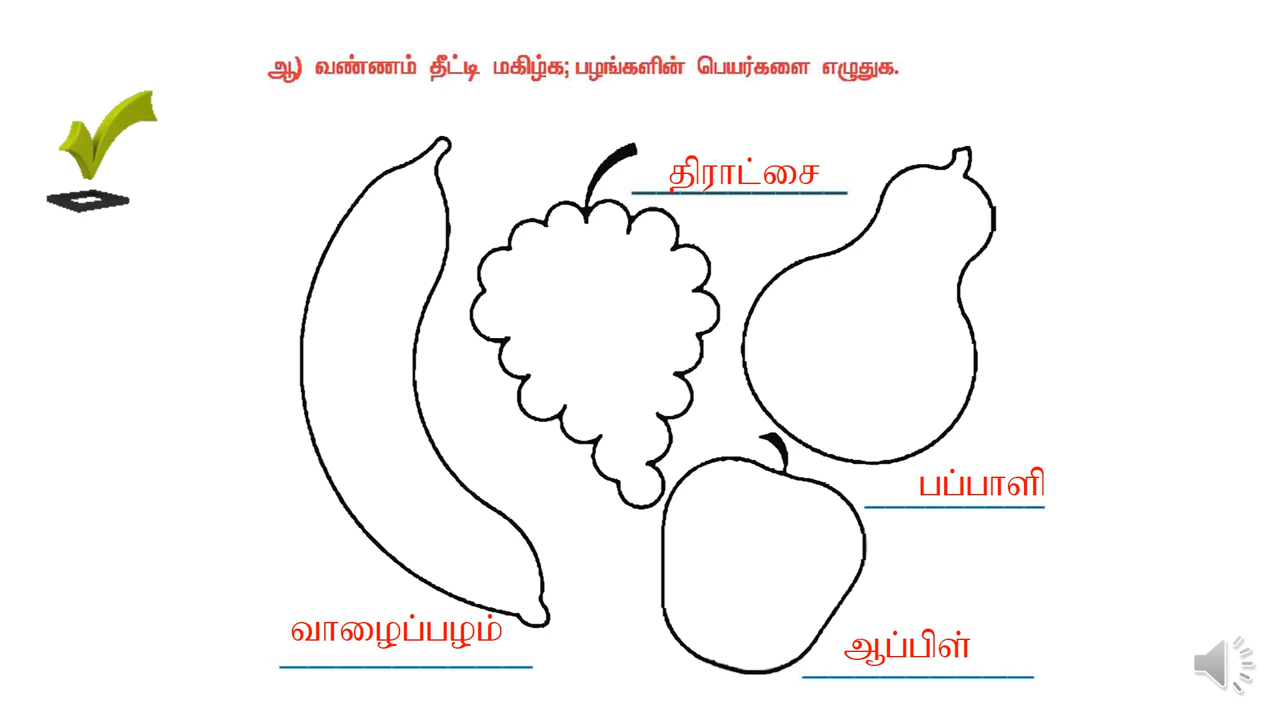 ஆ) வண்ணம் தீட்டி மகிழ்க; பழங்களின் பெயர்களை எழுதுக.
திராட்சை
பப்பாளி
வாழைப்பழம்
ஆப்பிள்